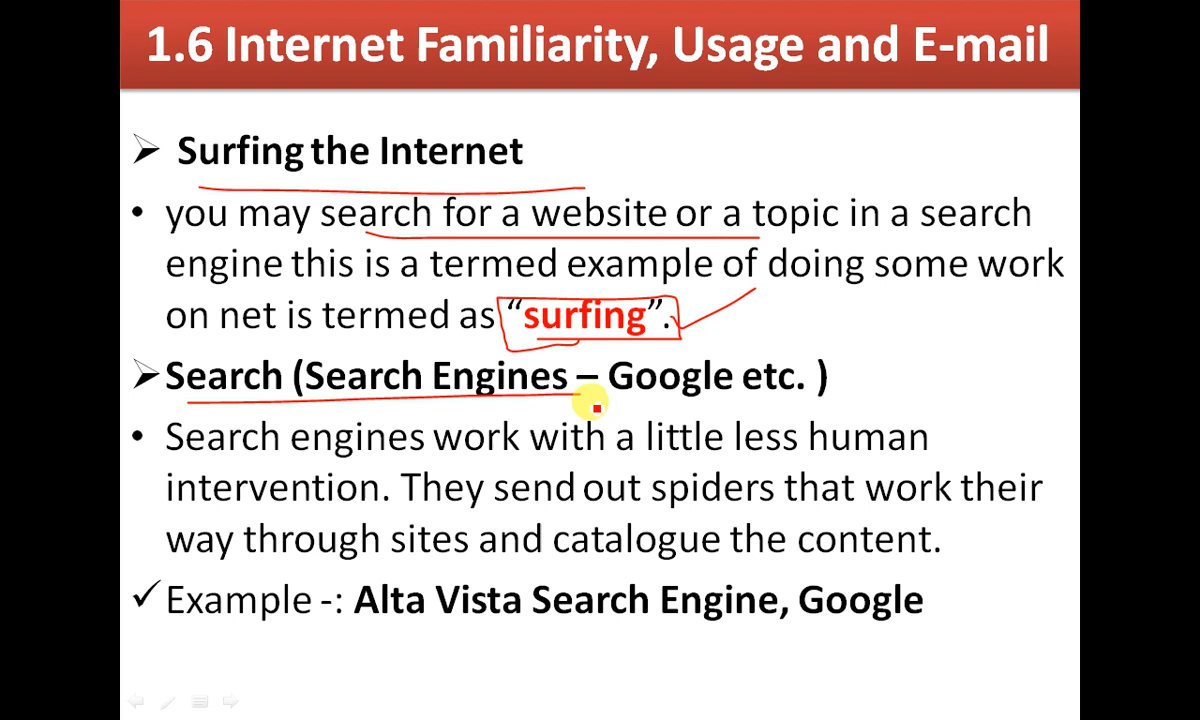 1.6 Internet Familiarity, Usage and E-mail
Surfing the Internet
• you may search for a website or a topic in a search
engine this is a termed example of doing some work
on net is termed as “surfing”.
Search (Search Engines – Google etc. )
• Search engines work with a little less human
intervention. They send out spiders that work their
way through sites and catalogue the content.
Example -: Alta Vista Search Engine, Google